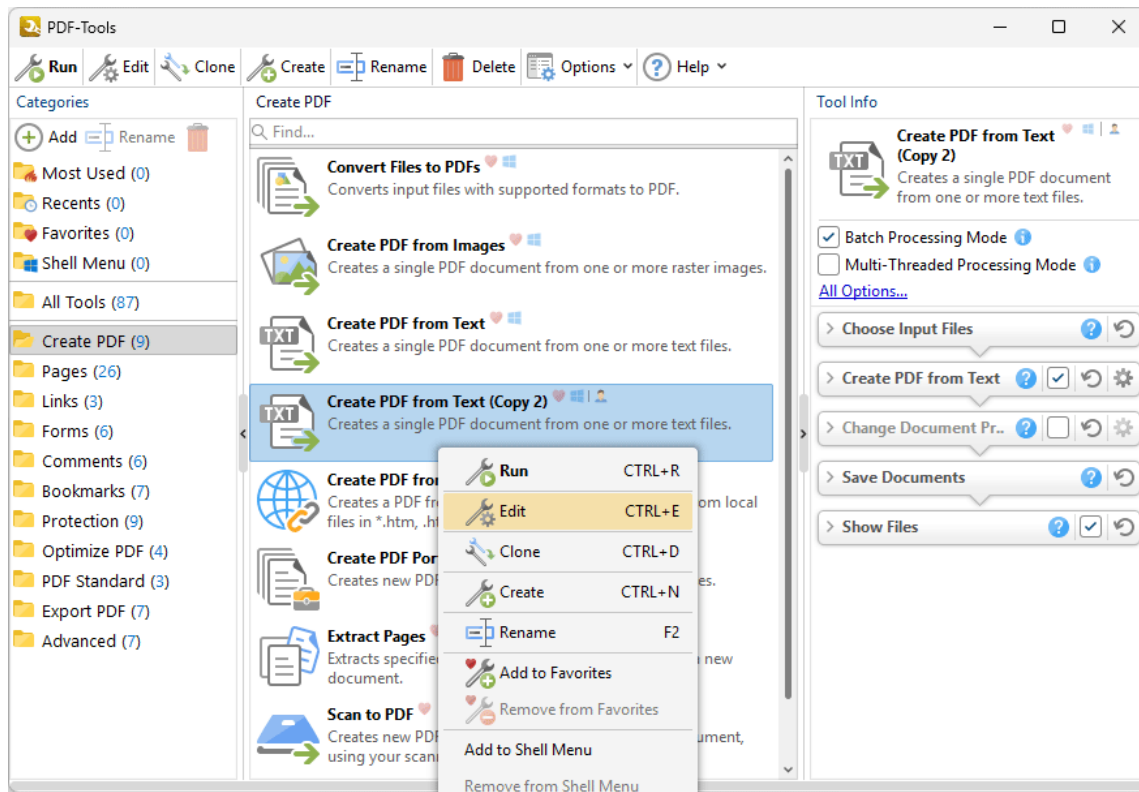 PDF-Tools
Run Edit Clone Create Rename Delete Options Help
Categories
Add Rename
Most Used (0)
Recents (0)
Favorites (0)
Shell Menu (0)
All Tools (87)
Create PDF (9)
Pages (26)
Links (3)
Forms (6)
Comments (6)
Bookmarks (7)
Protection (9)
Optimize PDF (4)
PDF Standard (3)
Export PDF (7)
Advanced (7)
Create PDF
Find...
Convert Files to PDFs
Converts input files with supported formats to PDF.
Create PDF from Images
Creates a single PDF document from one or more raster images.
TXT
Create PDF from Text
Creates a single PDF document from one or more text files.
TXT
Create PDF from Text (Copy 2)
Creates a single PDF document from one or more text files.
Create PDF from
Creates a PDF from local
files in *.htm, .ht
Create PDF Por
Creates new PDF
Extract Pages
Extracts specified new
document.
Scan to PDF
Creates new PDF
using your scann
Run CTRL+R
Edit CTRL+E
Clone CTRL+D
Create CTRL+N
Rename F2
Add to Favorites
Remove from Favorites
Add to Shell Menu
Remove from Shell Menu
Tool Info
TXT
Create PDF from Text
(Copy 2)
Creates a single PDF document
from one or more text files.
Batch Processing Mode
Multi-Threaded Processing Mode
All Options...
Choose Input Files
Create PDF from Text
Change Document Pr..
Save Documents
Show Files